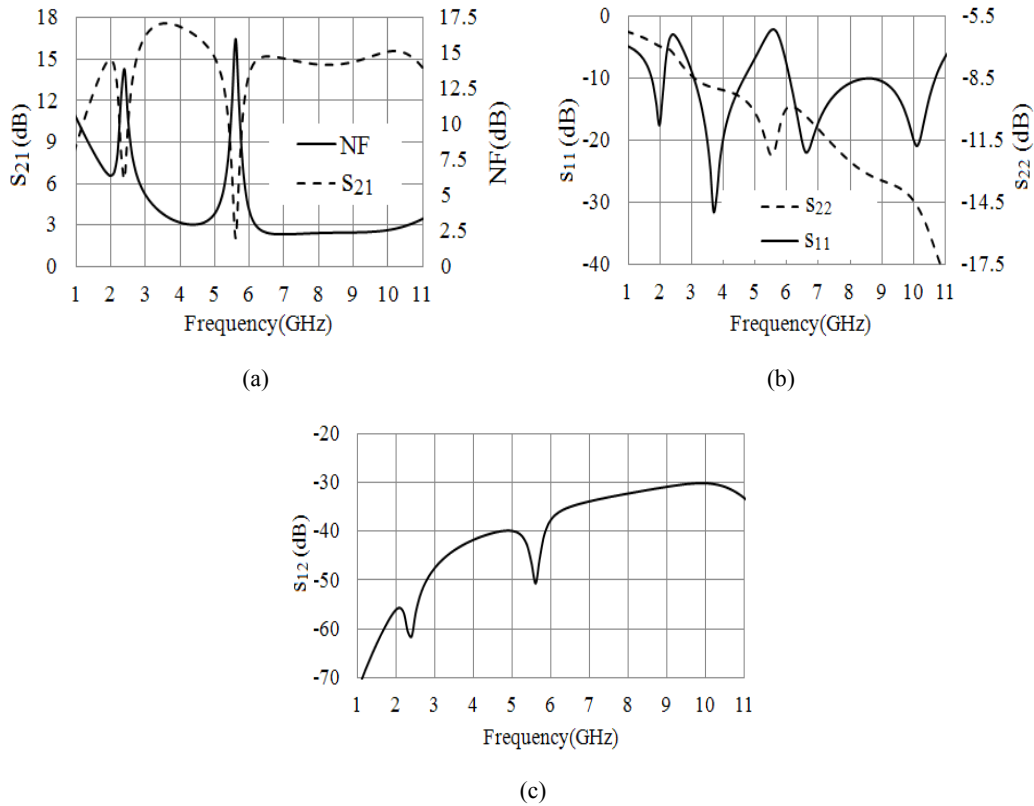 18
15
12
9
6
3
0
S21 (dB)
17.5
15
12.5
10
7.5
5
2.5
0
NF(dB)
NF
S21
1 2 3 4 5 6 7 8 9 10 11
Frequency(GHz)
(a)
0
-10
-20
-30
-40
s11 (dB)
-5.5
-8.5
-11.5
-14.5
-17.5
s22 (dB)
s22
s11
1 2 3 4 5 6 7 8 9 10 11
Frequency(GHz)
(b)
-20
-30
-40
-50
-60
-70
s12 (dB)
1 2 3 4 5 6 7 8 9 10 11
Frequency(GHz)
(c)